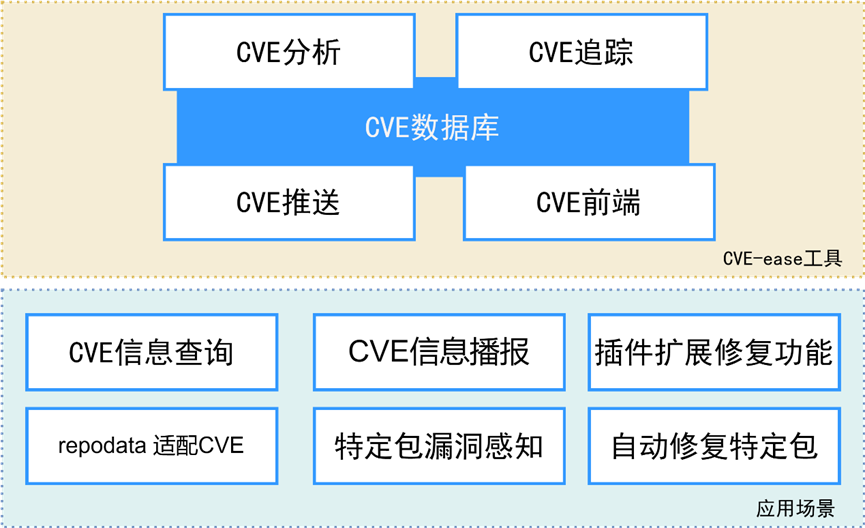 CVE分析
CVE追踪
CVE数据库
CVE推送
CVE前端
CVE-ease工具
CVE信息查询
CVE信息播报
插件扩展修复功能
repodata 适配CVE
特定包漏洞感知
自动修复特定包
应用场景